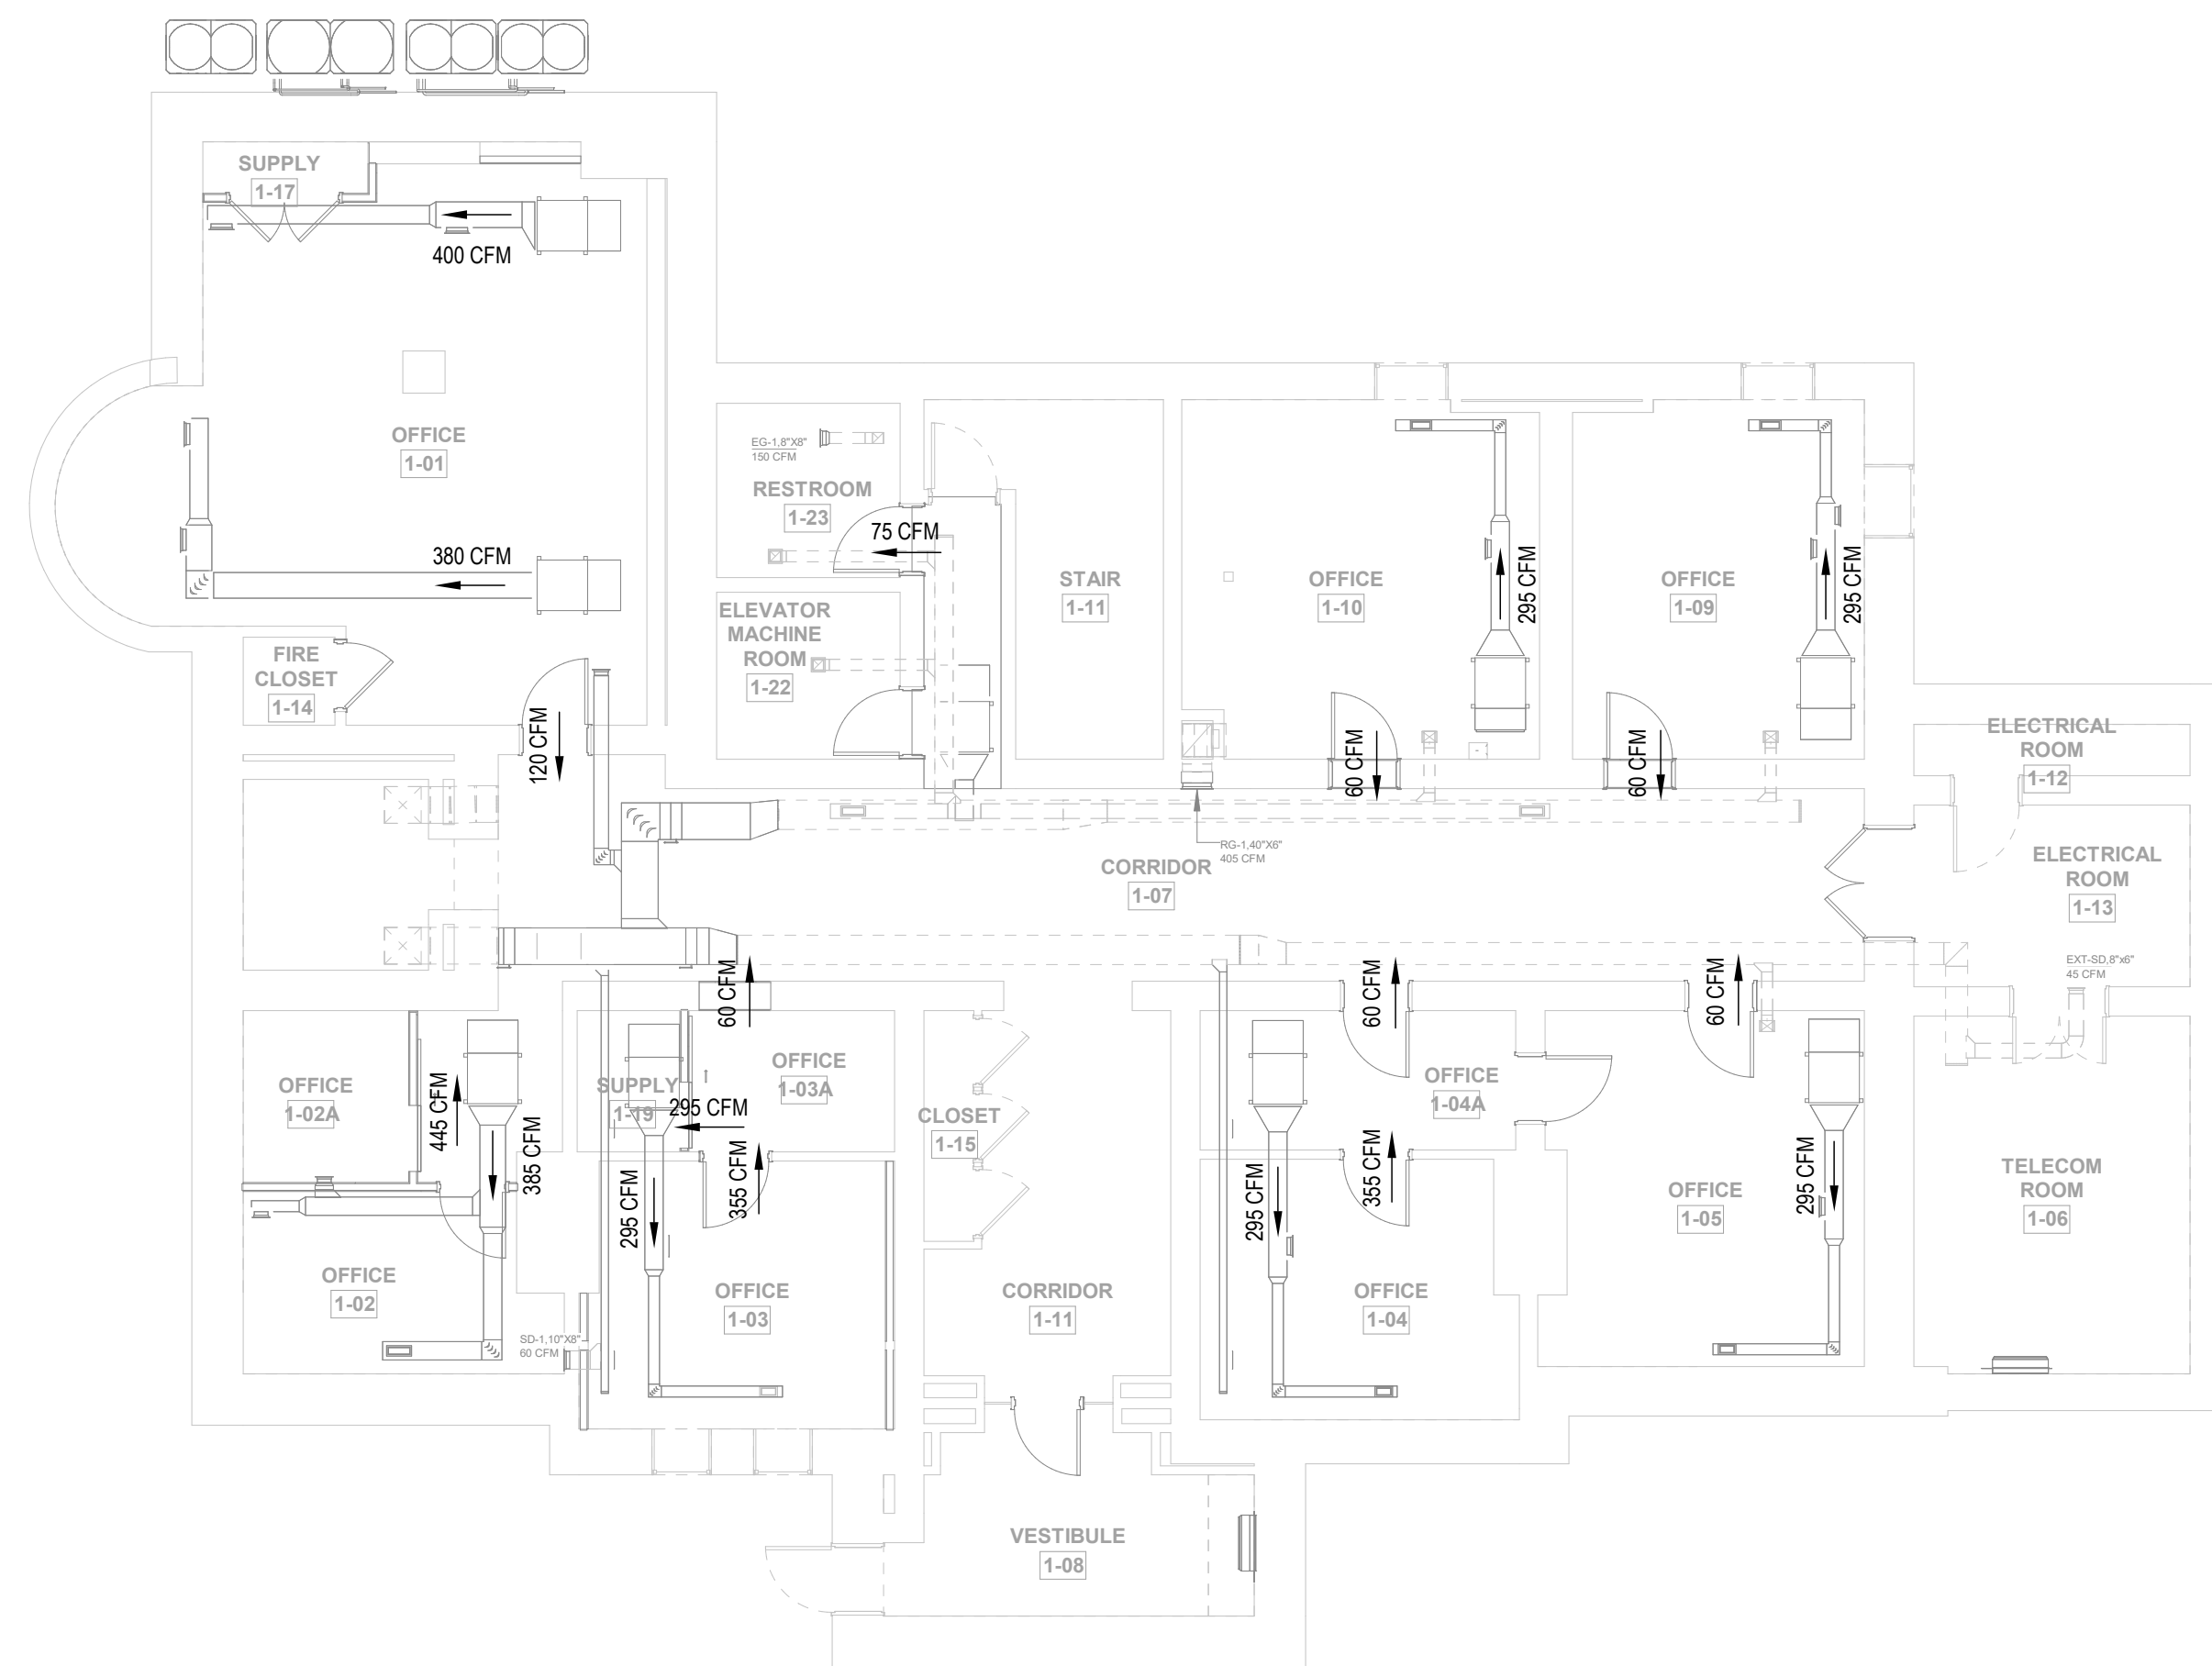 SUPPLY
1-17
400 CFM
OFFICE
1-01
380 CFM
EG-1,8"X8"
150 CFM
RESTROOM
1-23
75 CFM
ELEVATOR
MACHINE
ROOM
1-22
STAIR
1-11
OFFICE
1-10
295 CFM
OFFICE
1-09
295 CFM
FIRE
CLOSET
1-14
120 CFM
60 CFM
60 CFM
ELECTRICAL
ROOM
1-12
RG-1,40"X6"
405 CFM
CORRIDOR
1-07
ELECTRICAL
ROOM
1-13
EXT-SD,8"x6"
45 CFM
60 CFM
60 CFM
60 CFM
OFFICE
1-02A
445 CFM
385 CFM
SUPPLY
1-19
295 CFM
OFFICE
1-03A
CLOSET
1-15
OFFICE
1-04A
295 CFM
355 CFM
295 CFM
355 CFM
OFFICE
1-05
295 CFM
TELECOM
ROOM
1-06
OFFICE
1-02
SD-1,10"X8"
60 CFM
OFFICE
1-03
CORRIDOR
1-11
OFFICE
1-04
VESTIBULE
1-08